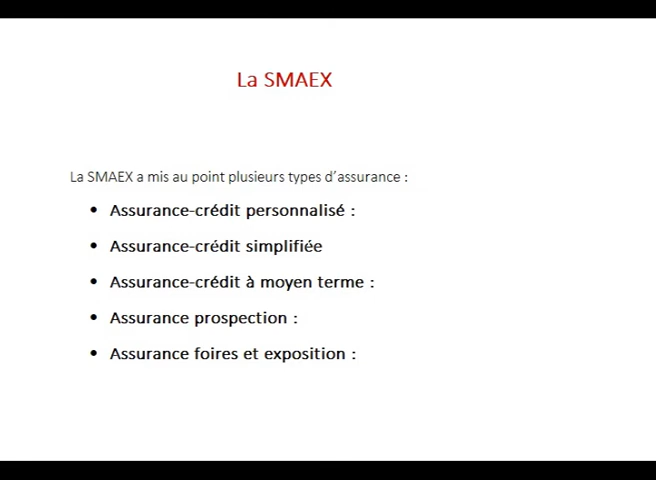 La SMAEX
La SMAEX a mis au point plusieurs types d’assurance :
• Assurance-crédit personnalisé :
• Assurance-crédit simplifiée
• Assurance-crédit à moyen terme :
• Assurance prospection :
• Assurance foires et exposition :